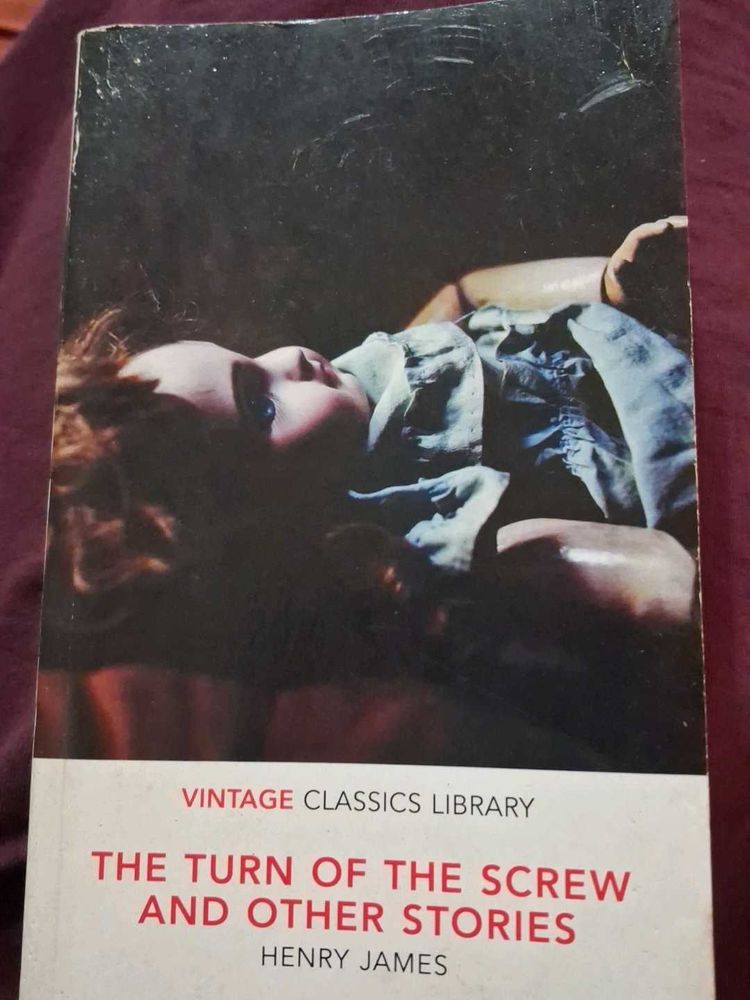 VINTAGE CLASSICS LIBRARY
THE TURN OF THE SCREW
AND OTHER STORIES
HENRY JAMES